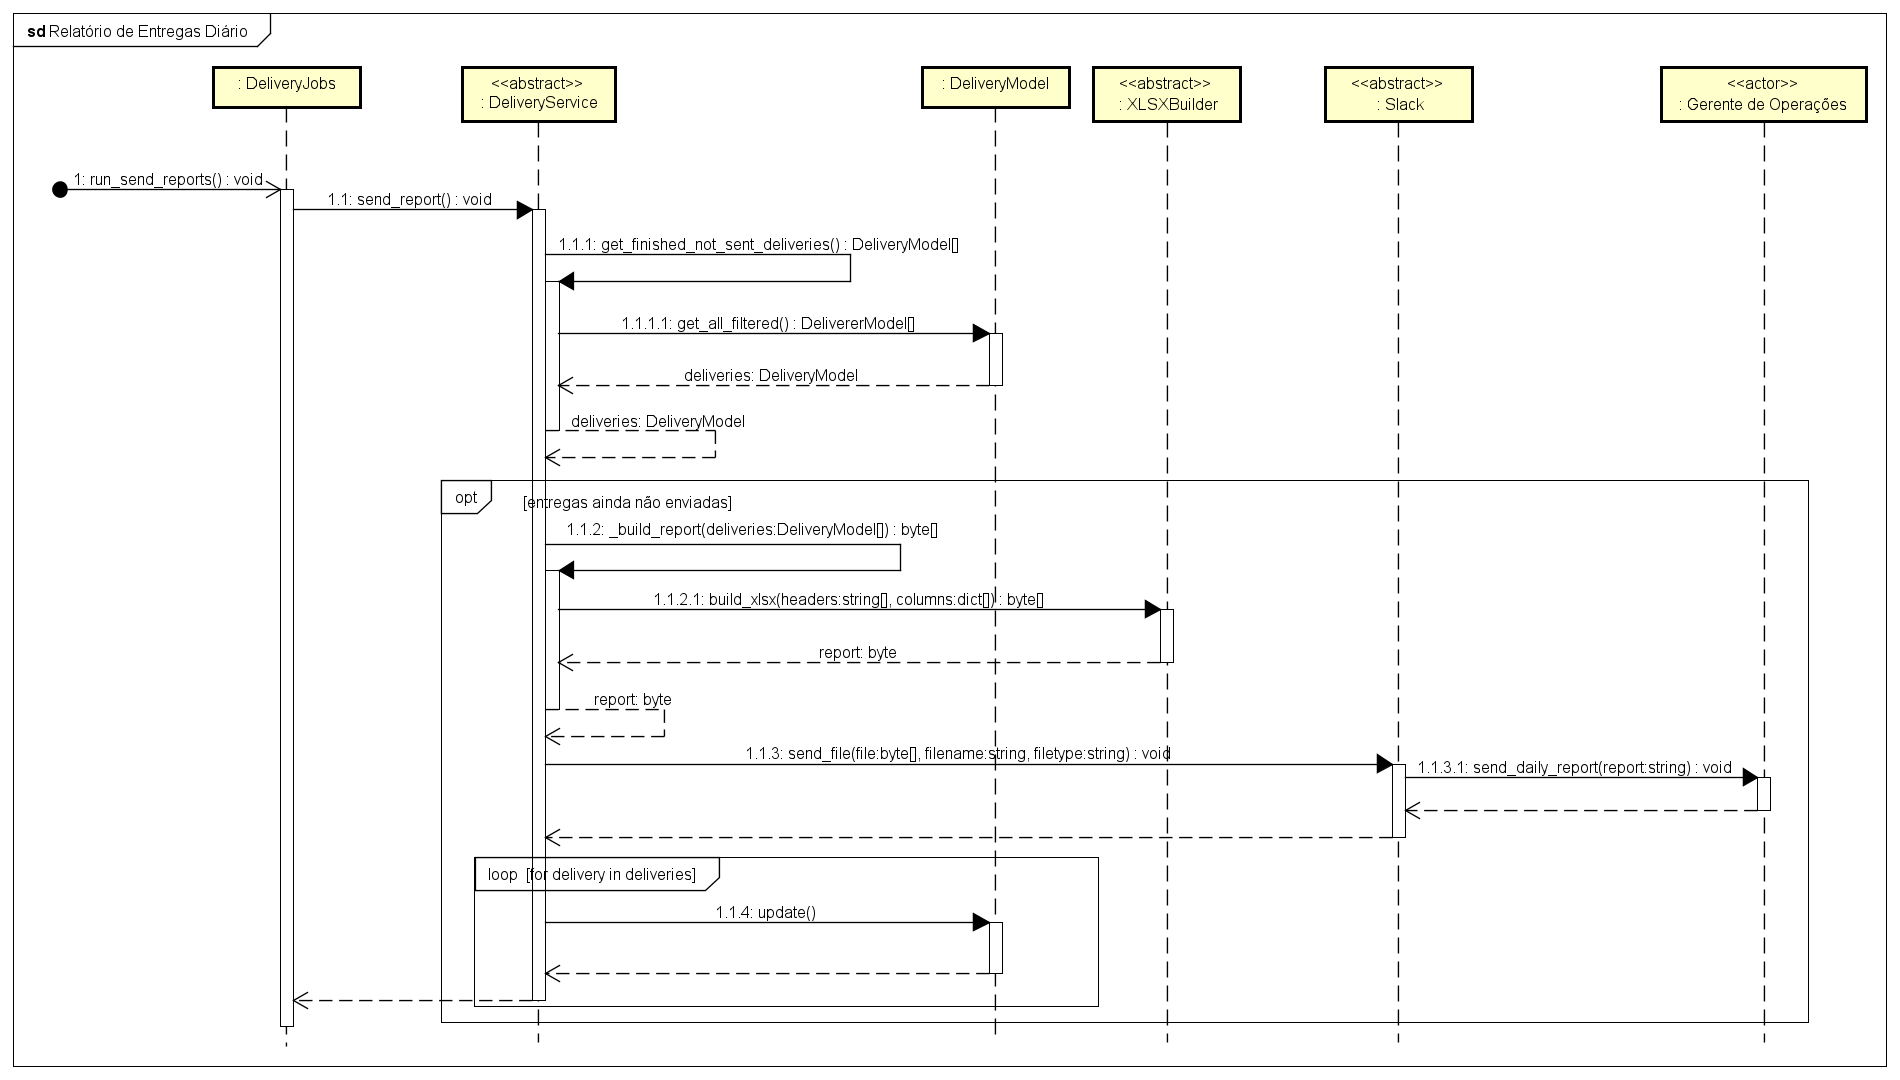 sd Relatório de Entregas Diário
: DeliveryJobs
<<abstract>>
: DeliveryService
: DeliveryModel
<<abstract>>
: XLSXBuilder
<<abstract>>
: Slack
<<actor>>
: Gerente de Operações
1: run_send_reports() : void
1.1: send_report() : void
1.1.1: get_finished_not_sent_deliveries() : DeliveryModel[]
1.1.1.1: get_all_filtered() : DelivererModel[]
deliveries: DeliveryModel
deliveries: DeliveryModel
opt
[entregas ainda não enviadas]
1.1.2: _build_report(deliveries:DeliveryModel[]) : byte[]
1.1.2.1: build_xlsx(headers:string[], columns:dict[]) : byte[]
report: byte
report: byte
1.1.3: send_file(file:byte[], filename:string, filetype:string) : void
1.1.3.1: send_daily_report(report:string) : void
loop [for delivery in deliveries]
1.1.4: update()